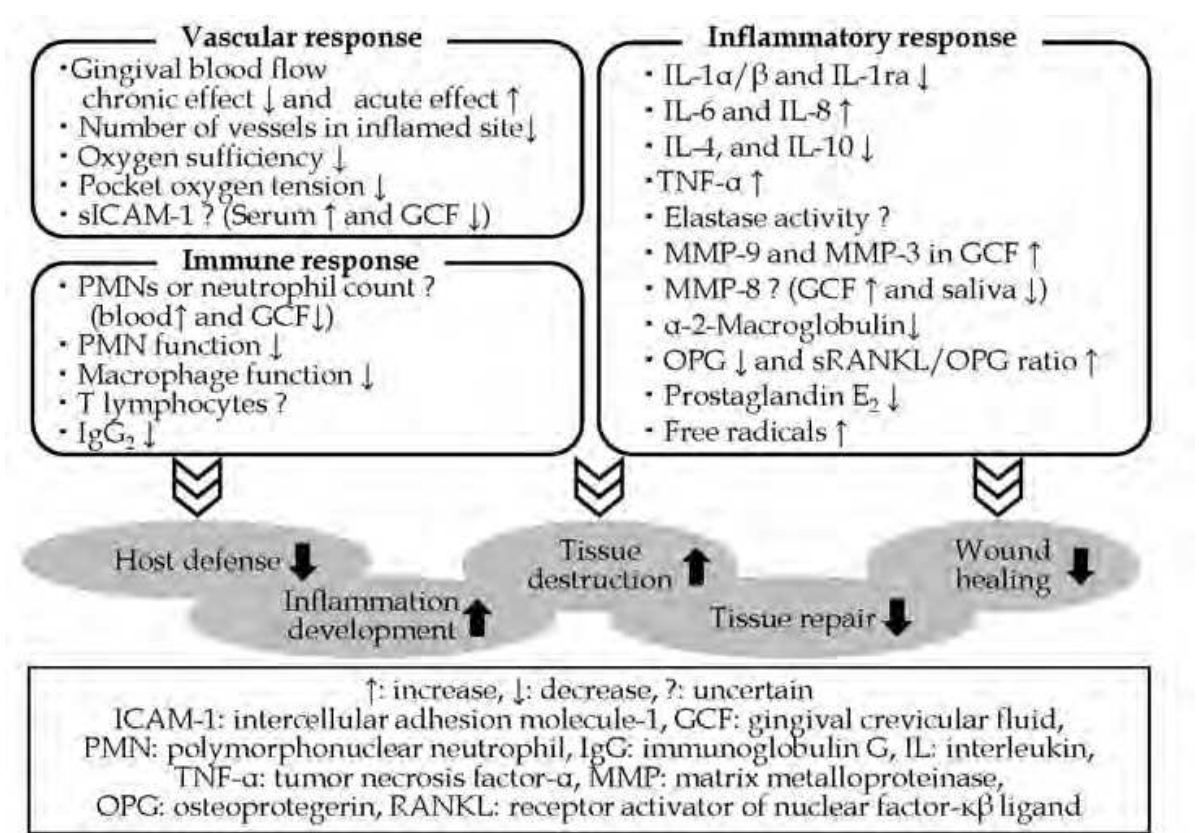 Vascular response
·Gingival blood flow
chronic effect ↓ and acute effect ↑
· Number of vessels in inflamed site↓
· Oxygen sufficiency ↓
· Pocket oxygen tension ↓
· sICAM-1 ? (Serum ↑ and GCF ↓)
Immune response
· PMNs or neutrophil count ?
(blood↑ and GCF↓)
· PMN function ↓
· Macrophage function ↓
· T lymphocytes ?
· IgG₂ ↓
Inflammatory response
· IL-1α/β and IL-1ra ↓
· IL-6 and IL-8 ↑
· IL-4, and IL-10 ↓
·TNF-α ↑
· Elastase activity ?
· MMP-9 and MMP-3 in GCF ↑
· MMP-8 ? (GCF ↑ and saliva ↓)
· α-2-Macroglobulin↓
· OPG ↓ and sRANKL/OPG ratio ↑
· Prostaglandin E₂ ↓
· Free radicals ↑
Host defense ↓
Inflammation
development ↑
Tissue
destruction ↑
Tissue repair ↓
Wound
healing ↓
↑: increase, ↓: decrease, ?: uncertain
ICAM-1: intercellular adhesion molecule-1, GCF: gingival crevicular fluid,
PMN: polymorphonuclear neutrophil, IgG: immunoglobulin G, IL: interleukin,
TNF-α: tumor necrosis factor-α, MMP: matrix metalloproteinase,
OPG: osteoprotegerin, RANKL: receptor activator of nuclear factor-κβ ligand